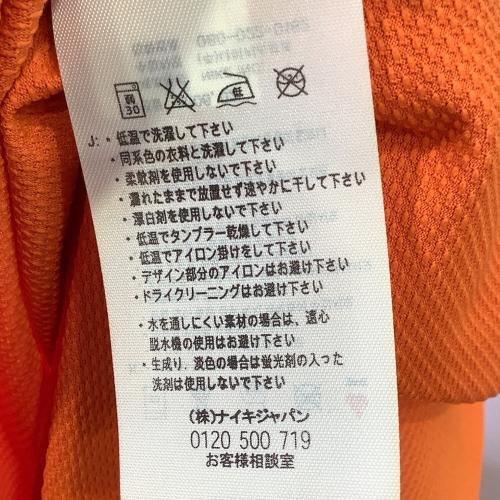 弱
30
低
J: ・低温で洗濯して下さい
・同系色の衣料と洗濯して下さい
・柔軟剤を使用しないで下さい
・濡れたままで放置せず速やかに干して下さい
・漂白剤を使用しないで下さい
・低温でタンブラー乾燥して下さい
・低温でアイロン掛けをして下さい
・デザイン部分のアイロンはお避け下さい
・ドライクリーニングはお避け下さい
・水を通しにくい素材の場合は、遠心
脱水機の使用はお避け下さい
・生成り、淡色の場合は蛍光剤の入った
洗剤は使用しないで下さい
(株)ナイキジャパン
0120 500 719
お客様相談室